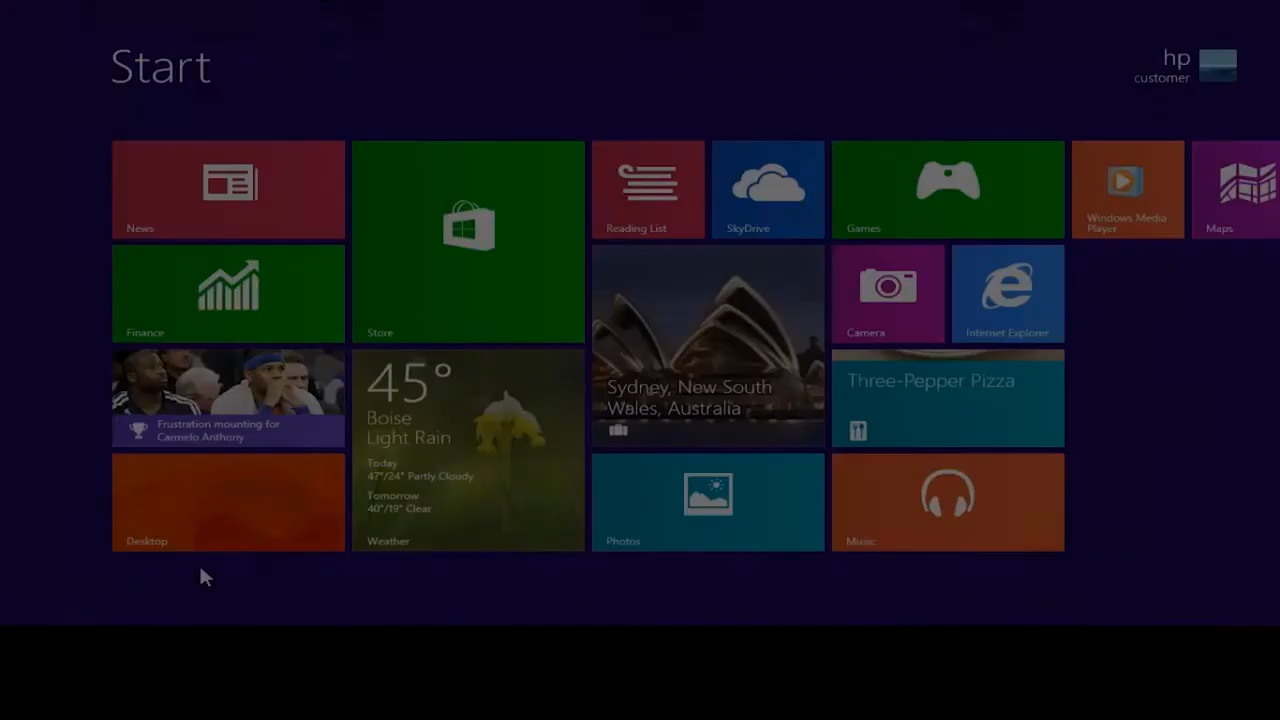 Start
hp
customer
News
Store
Reading List
SkyDrive
Games
Windows Media
Player
Maps
Finance
Sydney, New South
Wales, Australia
Camera
Internet Explorer
Frustration mounting for
Carmelo Anthony
45°
Boise
Light Rain
Today
47°/24° Partly Cloudy
Tomorrow
40°/19° Clear
Weather
Three-Pepper Pizza
Desktop
Photos
Music